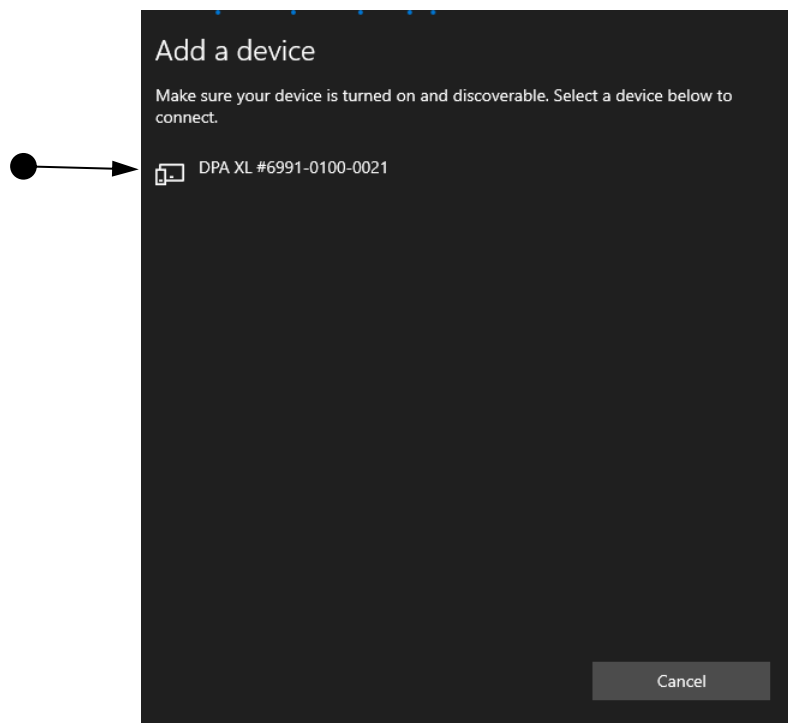 Add a device
Make sure your device is turned on and discoverable. Select a device below to
connect.
DPA XL #6991-0100-0021
Cancel